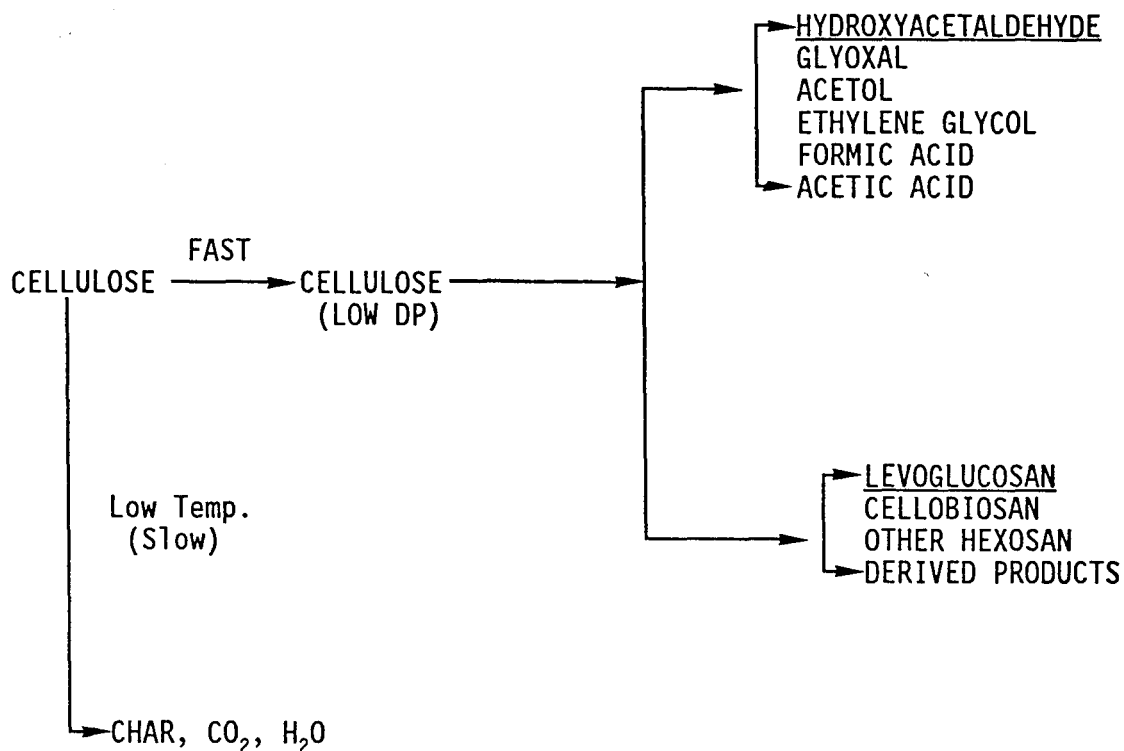 HYDROXYACETALDEHYDE
GLYOXAL
ACETOL
ETHYLENE GLYCOL
FORMIC ACID
ACETIC ACID
FAST
CELLULOSE
CELLULOSE
(LOW DP)
LEVOGLUCOSAN
CELLOBIOSAN
OTHER HEXOSAN
DERIVED PRODUCTS
Low Temp.
(Slow)
CHAR, CO₂, H₂O